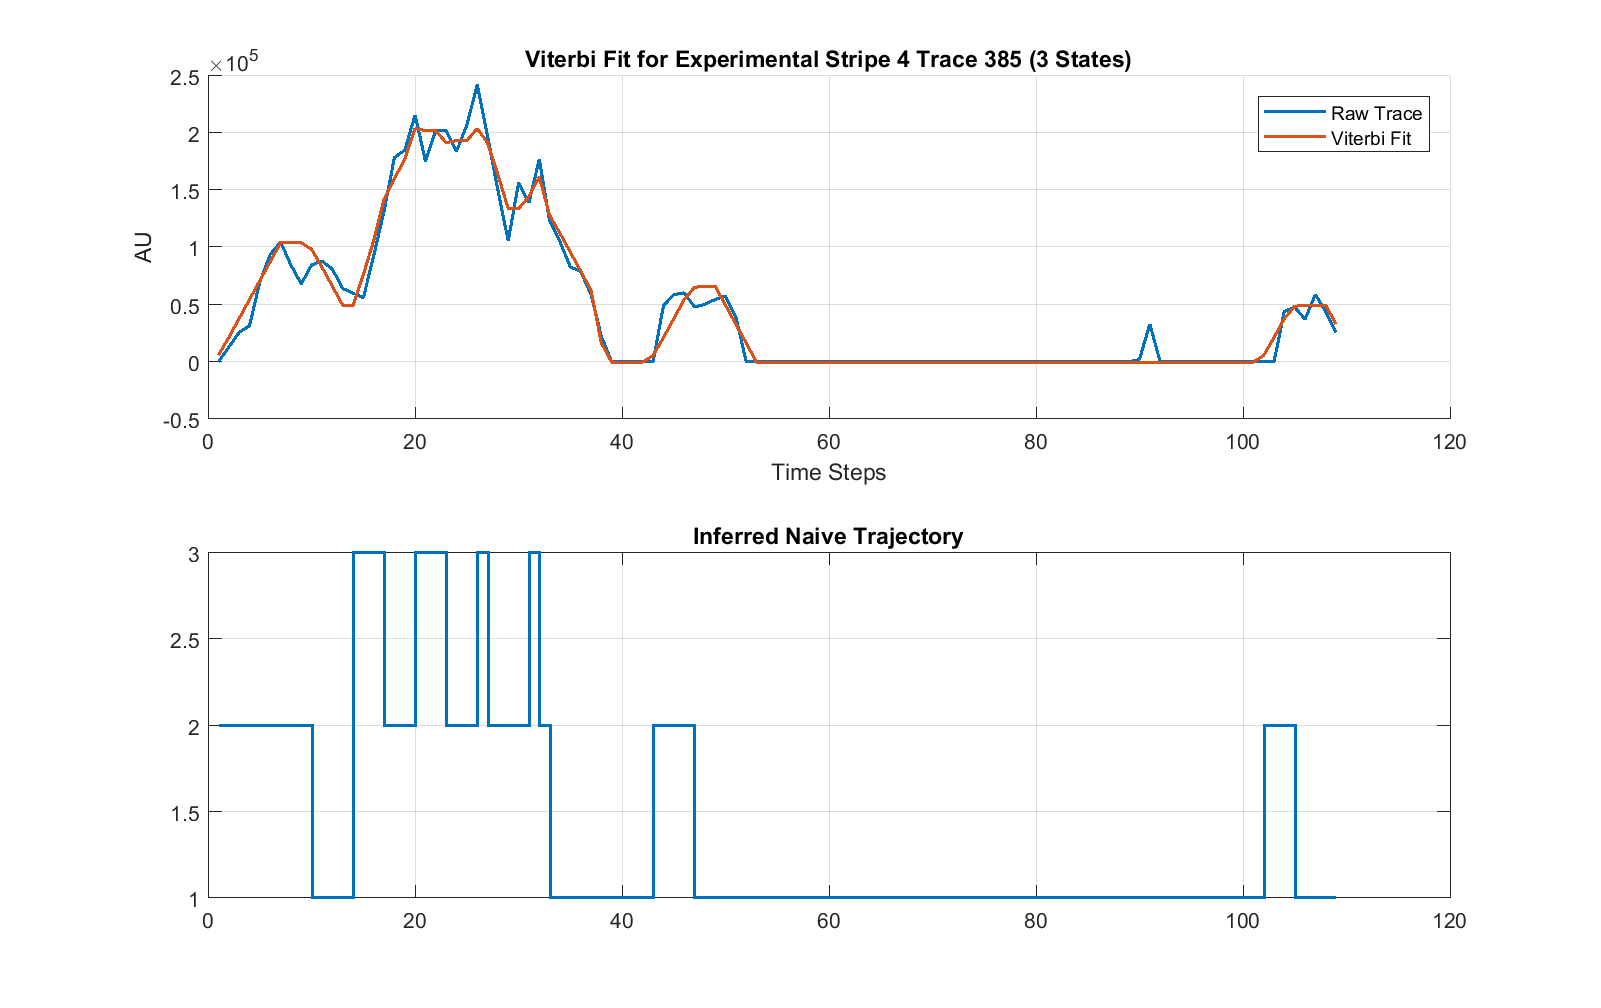 Viterbi Fit for Experimental Stripe 4 Trace 385 (3 States)
×10^5
2.5
2
1.5
1
0.5
0
-0.5
AU
Raw Trace
Viterbi Fit
0 20 40 60 80 100 120
Time Steps
Inferred Naive Trajectory
3
2.5
2
1.5
1
0 20 40 60 80 100 120